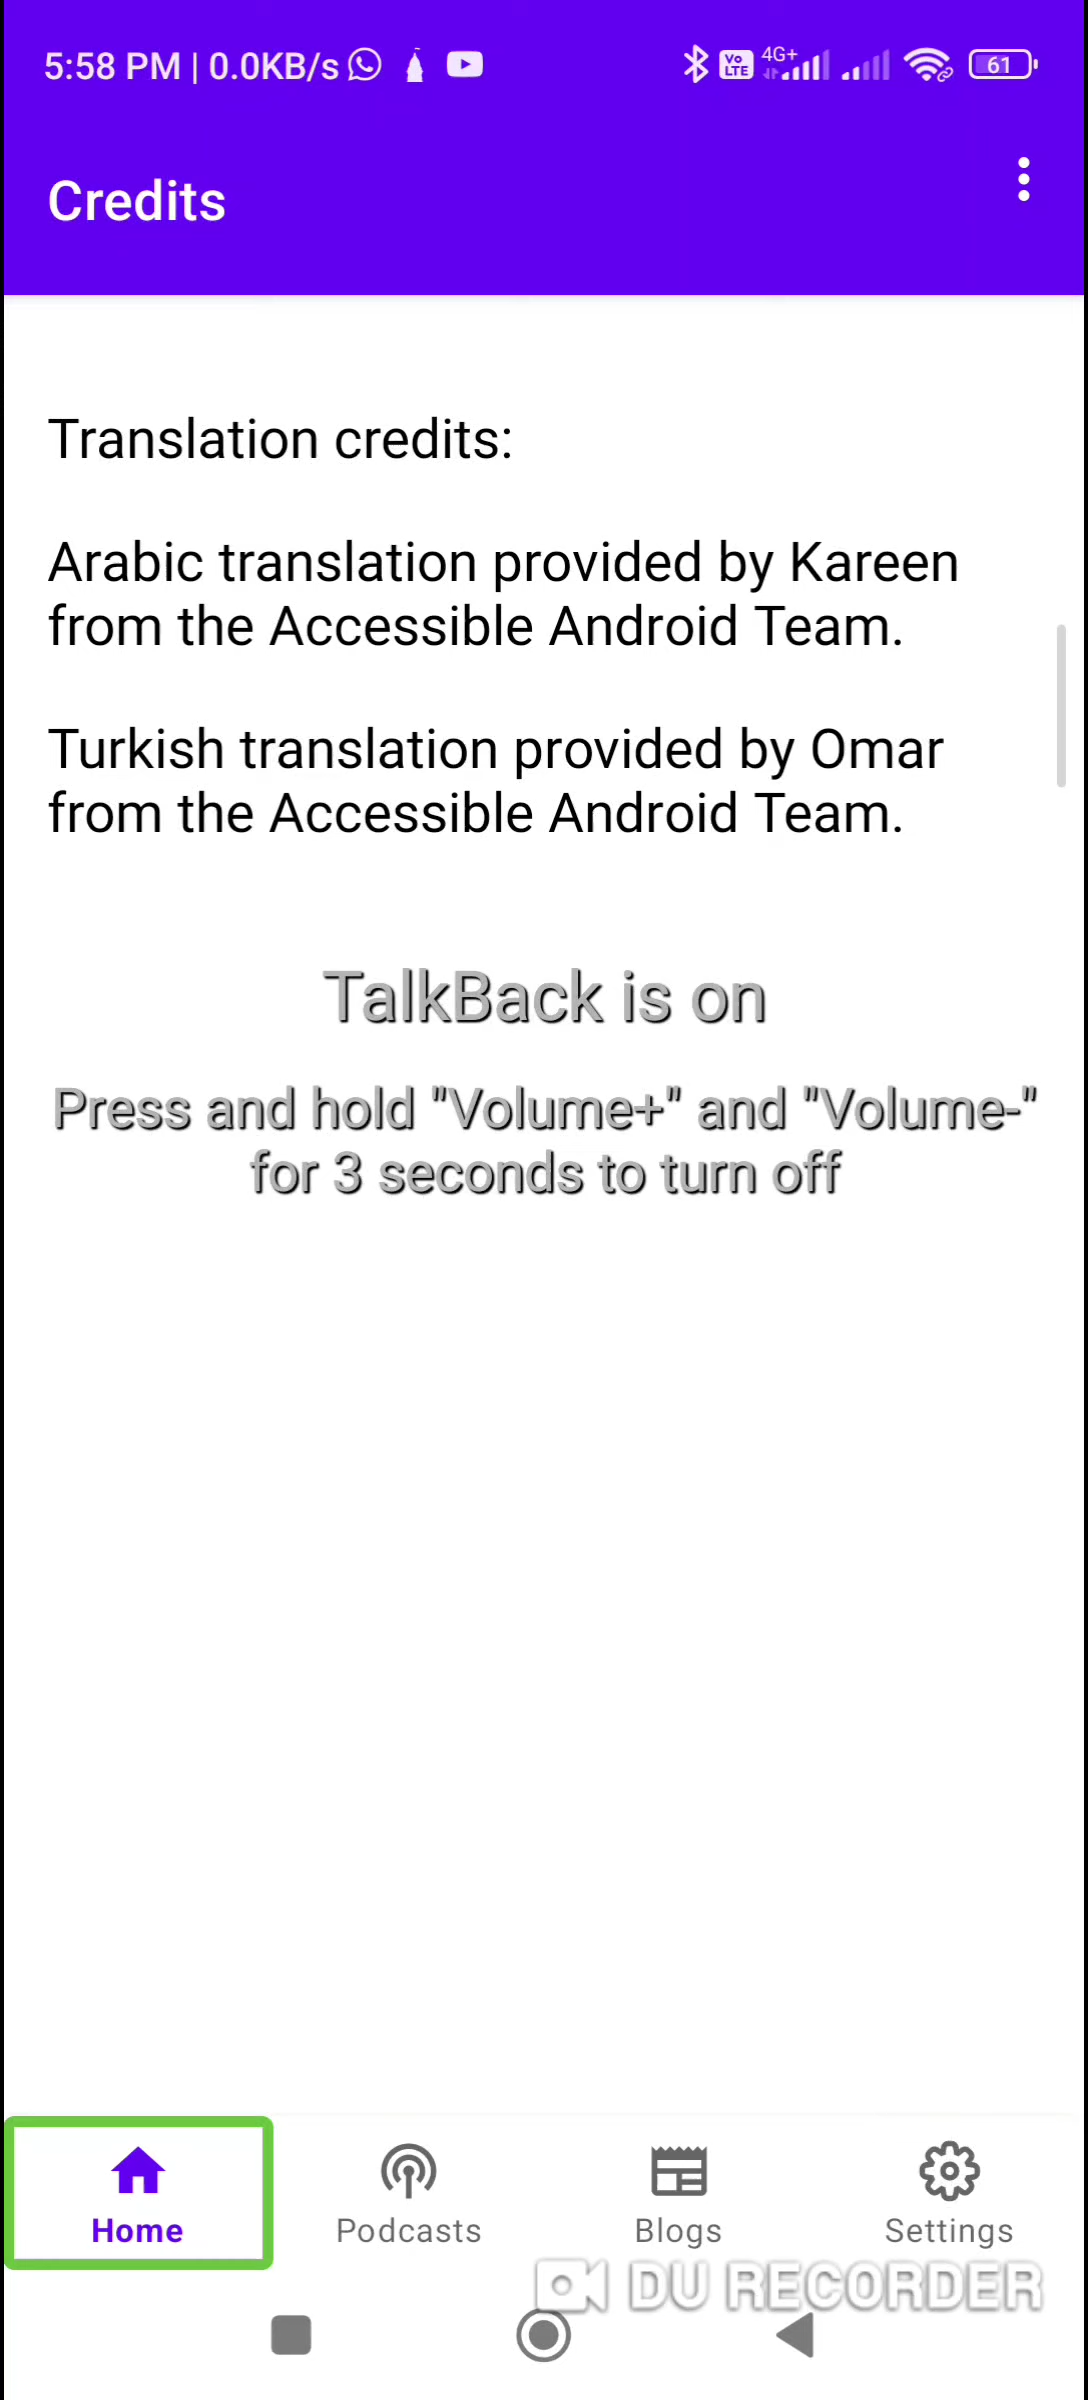 5:58 PM | 0.0KB/s
Vo LTE 4G+ 61
Credits
Translation credits:
Arabic translation provided by Kareen
from the Accessible Android Team.
Turkish translation provided by Omar
from the Accessible Android Team.
TalkBack is on
Press and hold "Volume+" and "Volume-"
for 3 seconds to turn off
Home Podcasts Blogs Settings
DU RECORDER